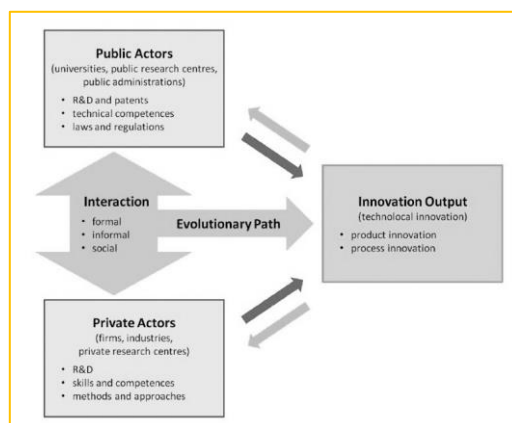 Public Actors
(universities, public research centres,
public administrations)
• R&D and patents
• technical competences
• laws and regulations
Interaction
• formal
• informal
• social
Evolutionary Path
Innovation Output
(technolocal innovation)
• product innovation
• process innovation
Private Actors
(firms, industries,
private research centres)
• R&D
• skills and competences
• methods and approaches